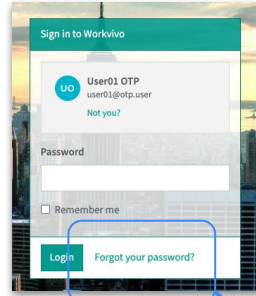 Sign in to Workvivo
UO
User01 OTP
user01@otp.user
Not you?
Password
Remember me
Login
Forgot your password?